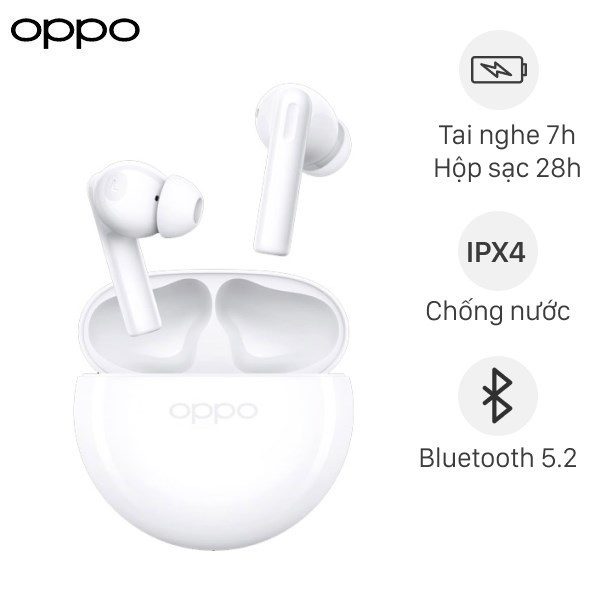 oppo
Tai nghe 7h
Hộp sạc 28h
IPX4
Chống nước
oppo
Bluetooth 5.2